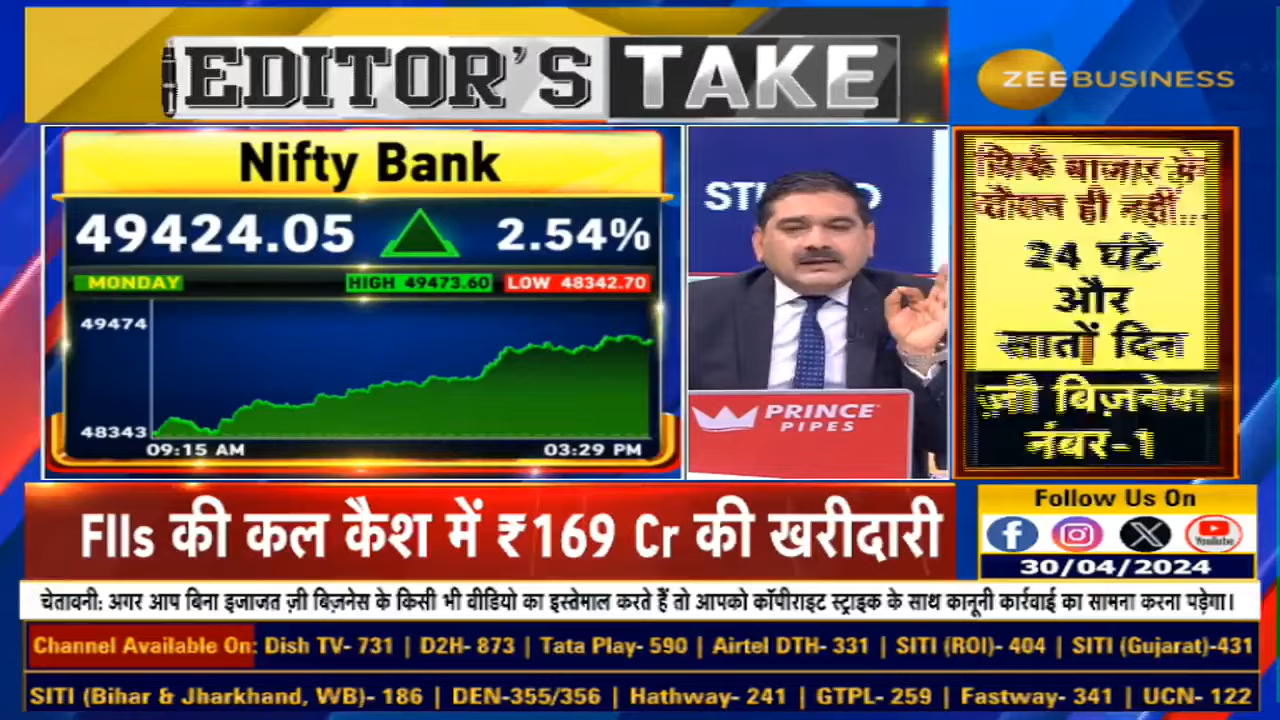 EDITOR'S TAKE
ZEEBUSINESS
Nifty Bank
49424.05 2.54%
MONDAY HIGH 49473.60 LOW 48342.70
49474
48343
09:15 AM 03:29 PM
PRINCE
PIPES
सिर्फ बाजार के
दौरान ही नहीं...
24 घंटे
और
सातों दिन
ज़ी बिज़नेस
नंबर-1
FIIs की कल कैश में ₹169 Cr की खरीदारी
Follow Us On
YouTube
30/04/2024
चेतावनी: अगर आप बिना इजाजत ज़ी बिज़नेस के किसी भी वीडियो का इस्तेमाल करते हैं तो आपको कॉपीराइट स्ट्राइक के साथ कानूनी कार्रवाई का सामना करना पड़ेगा।
Channel Available On: Dish TV- 731 | D2H- 873 | Tata Play- 590 | Airtel DTH- 331 | SITI (ROI)- 404 | SITI (Gujarat)-431
SITI (Bihar & Jharkhand, WB)- 186 | DEN-355/356 | Hathway- 241 | GTPL- 259 | Fastway- 341 | UCN- 122